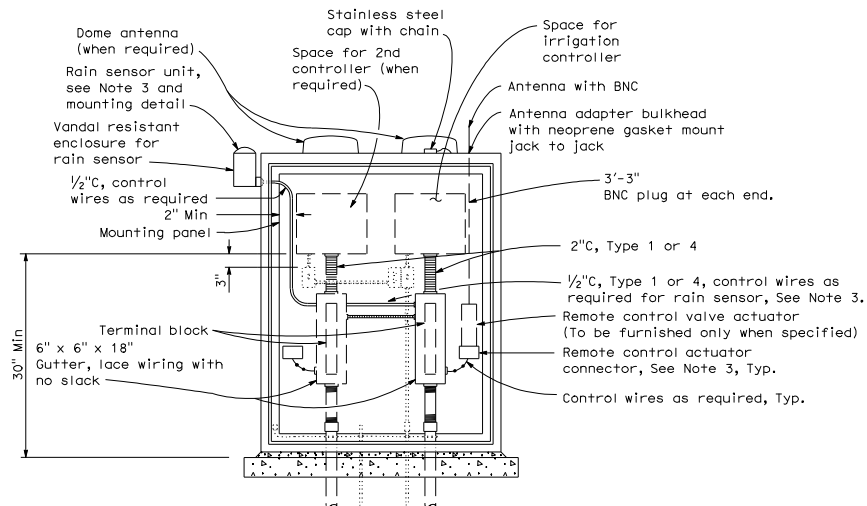 Dome antenna
(when required)
Rain sensor unit,
see Note 3 and
mounting detail
Vandal resistant
enclosure for
rain sensor
½"C, control
wires as required
2" Min
Mounting panel
3"
30" Min
Terminal block
6" x 6" x 18"
Gutter, lace wiring with
no slack
Stainless steel
cap with chain
Space for 2nd
controller (when
required)
Space for
irrigation
controller
Antenna with BNC
Antenna adapter bulkhead
with neoprene gasket mount
jack to jack
3'-3"
BNC plug at each end.
2"C, Type 1 or 4
½"C, Type 1 or 4, control wires as
required for rain sensor, See Note 3.
Remote control valve actuator
(To be furnished only when specified)
Remote control actuator
connector, See Note 3, Typ.
Control wires as required, Typ.